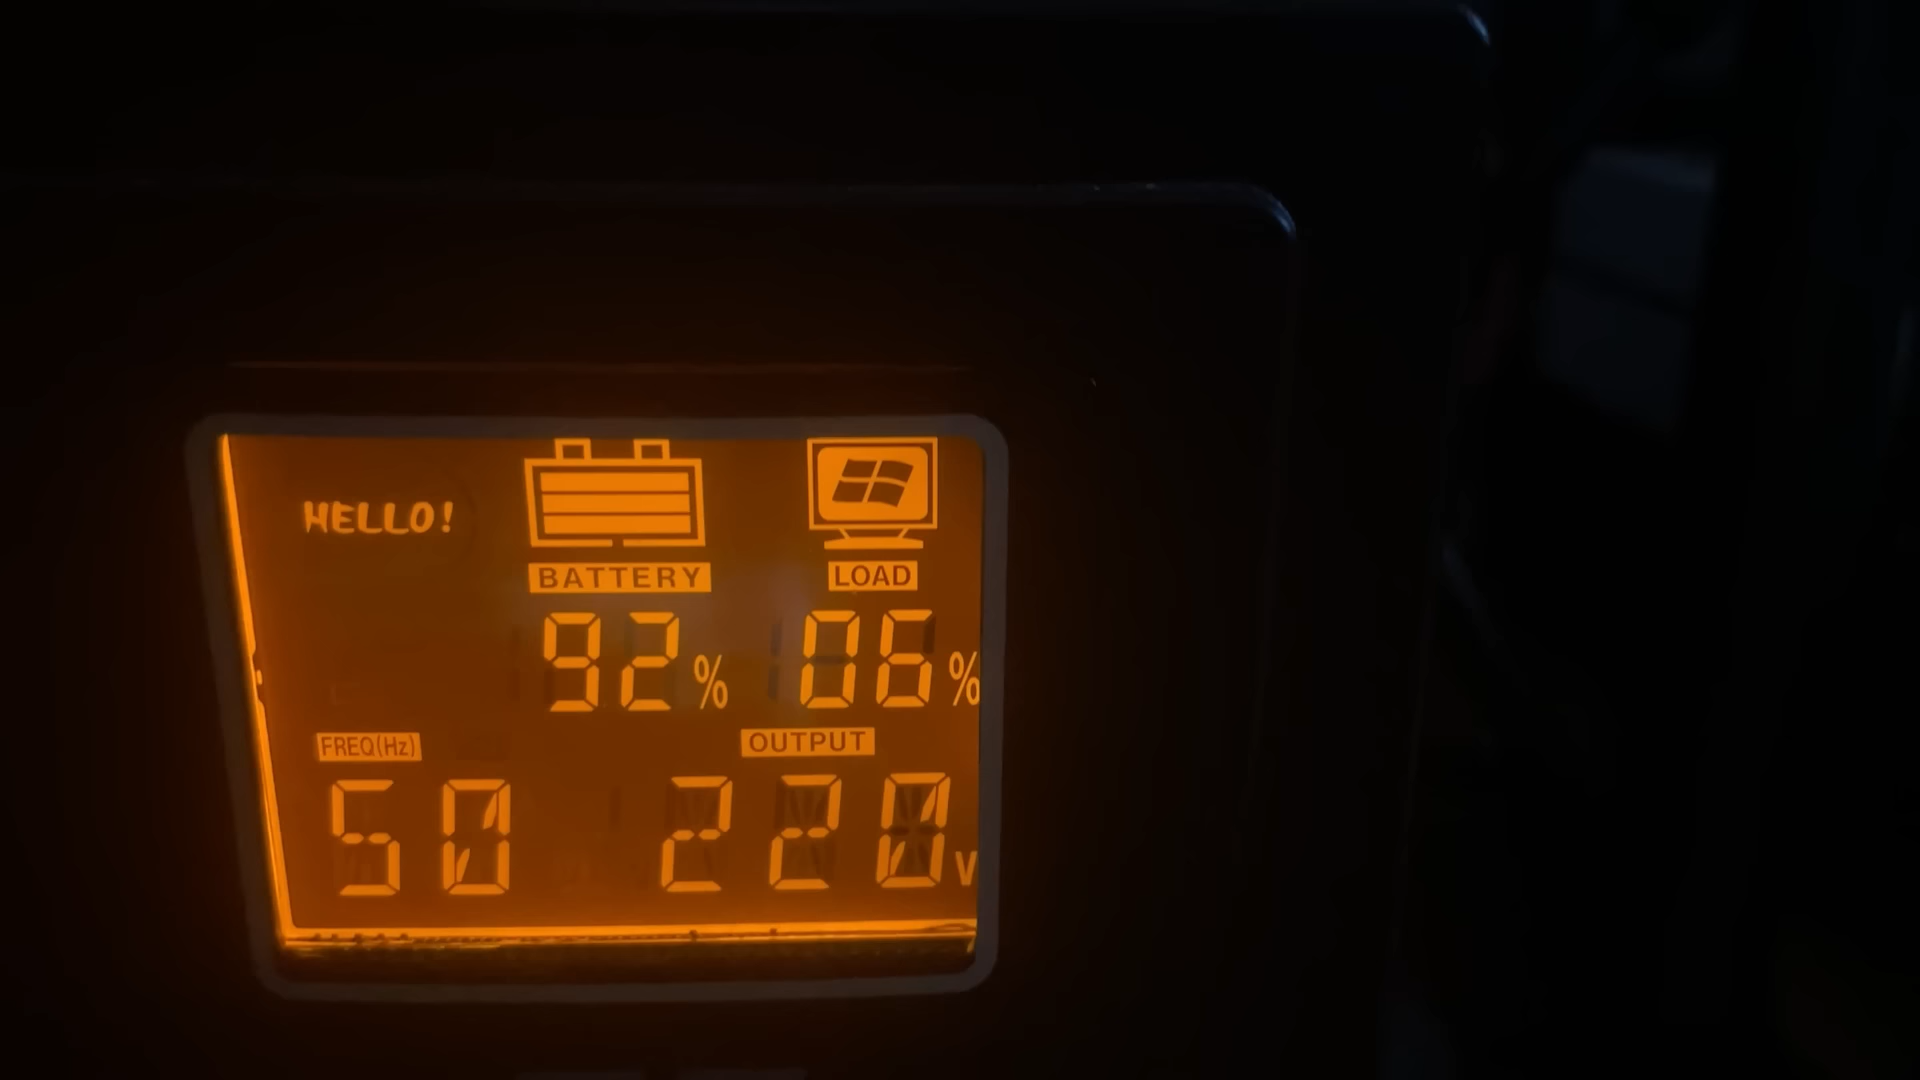 HELLO!
BATTERY LOAD
92% 06%
FREQ(Hz) OUTPUT
50 220V